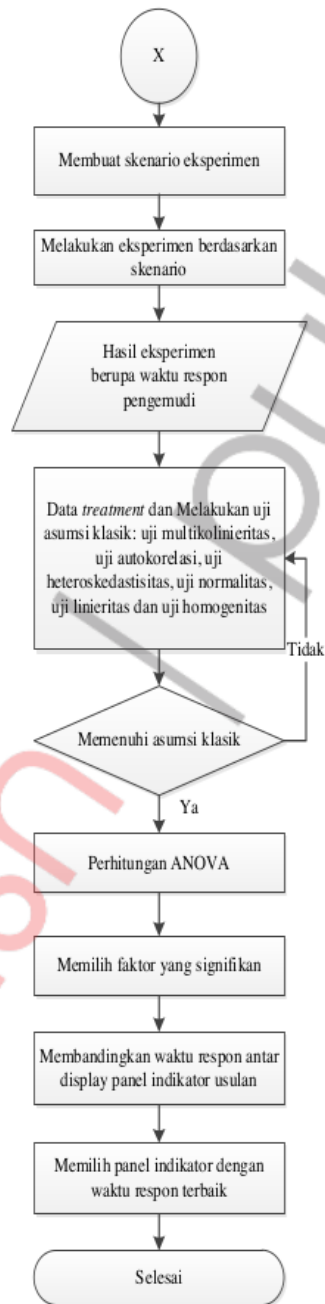 X
Membuat skenario eksperimen
Melakukan eksperimen berdasarkan
skenario
Hasil eksperimen
berupa waktu respon
pengemudi
Data treatment dan Melakukan uji
asumsi klasik: uji multikolinieritas,
uji autokorelasi, uji
heteroskedastisitas, uji normalitas,
uji linieritas dan uji homogenitas
Tidak
Memenuhi asumsi klasik
Ya
Perhitungan ANOVA
Memilih faktor yang signifikan
Membandingkan waktu respon antar
display panel indikator usulan
Memilih panel indikator dengan
waktu respon terbaik
Selesai